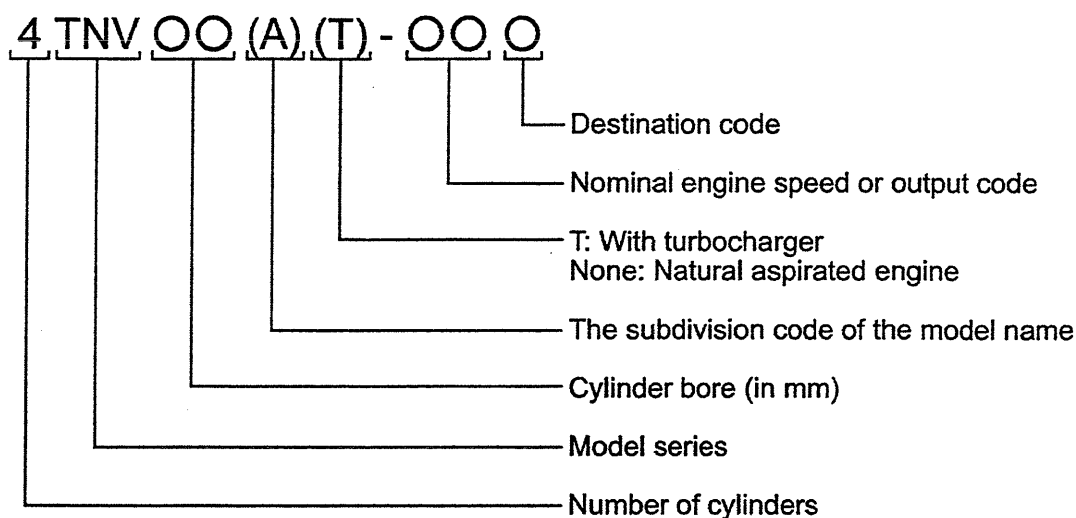 4 TNV OO (A) (T) - OO O
Destination code
Nominal engine speed or output code
T: With turbocharger
None: Natural aspirated engine
The subdivision code of the model name
Cylinder bore (in mm)
Model series
Number of cylinders